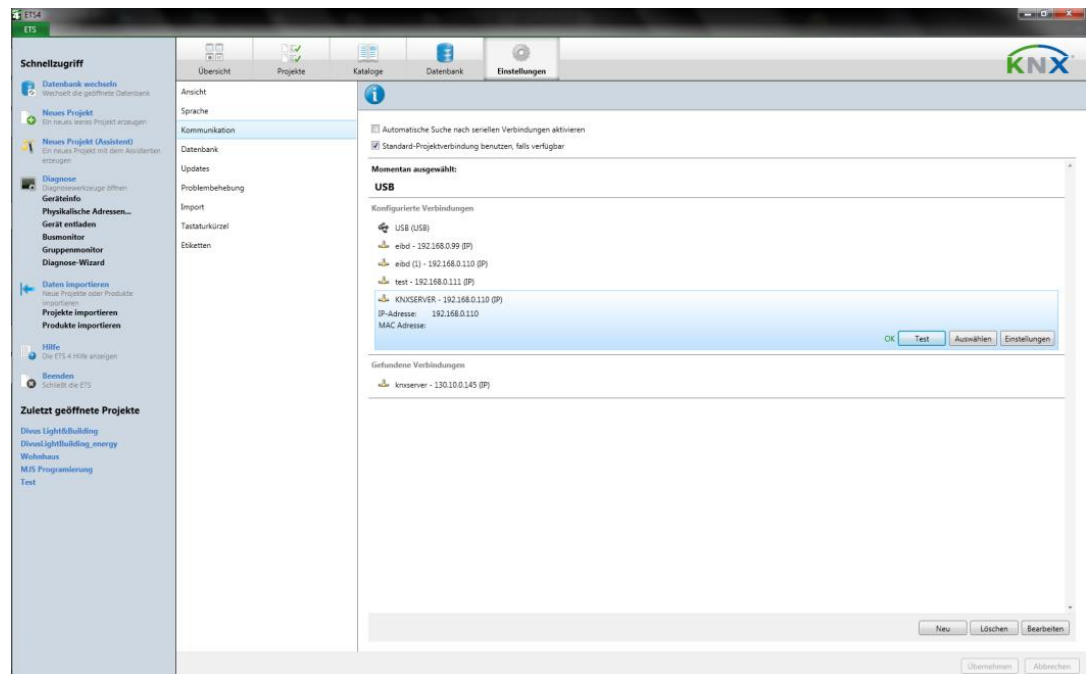 ETS4
ETS
Schnellzugriff
Datenbank wechseln
Wechselt die geöffnete Datenbank
Neues Projekt
Ein neues leeres Projekt erzeugen
Neues Projekt (Assistent)
Ein neues Projekt mit dem Assistenten
erzeugen
Diagnose
Diagnosewerkzeuge öffnen
Geräteinfo
Physikalische Adressen...
Gerät entladen
Busmonitor
Gruppenmonitor
Diagnose-Wizard
Daten importieren
Neue Projekte oder Produkte
importieren
Projekte importieren
Produkte importieren
Hilfe
Die ETS 4 Hilfe anzeigen
Beenden
Schließt die ETS
Zuletzt geöffnete Projekte
Divus Light&Building
DivusLightBuilding_energy
Wohnhaus
MJS Programierung
Test
Übersicht
Projekte
Kataloge
Datenbank
Einstellungen
KNX
Ansicht
Sprache
Kommunikation
Datenbank
Updates
Problembehebung
Import
Tastaturkürzel
Etiketten
Automatische Suche nach seriellen Verbindungen aktivieren
Standard-Projektverbindung benutzen, falls verfügbar
Momentan ausgewählt:
USB
Konfigurierte Verbindungen
USB (USB)
eibd - 192.168.0.99 (IP)
eibd (1) - 192.168.0.110 (IP)
test - 192.168.0.111 (IP)
KNXSERVER - 192.168.0.110 (IP)
IP-Adresse: 192.168.0.110
MAC Adresse:
OK Test Auswählen Einstellungen
Gefundene Verbindungen
knxserver - 130.10.0.145 (IP)
Neu Löschen Bearbeiten
Übernehmen Abbrechen